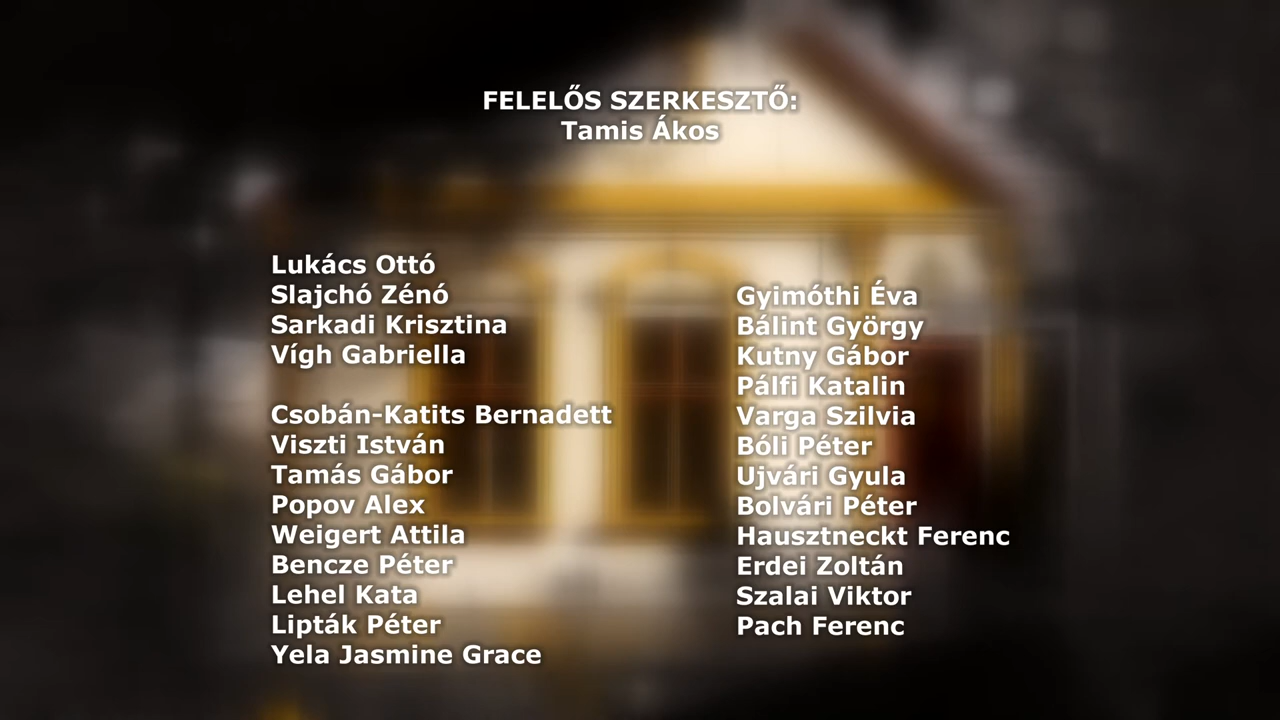 FELELŐS SZERKESZTŐ:
Tamis Ákos
Lukács Ottó
Slajchó Zénó
Sarkadi Krisztina
Vígh Gabriella
Csobán-Katits Bernadett
Viszti István
Tamás Gábor
Popov Alex
Weigert Attila
Bencze Péter
Lehel Kata
Lipták Péter
Yela Jasmine Grace
Gyimóthi Éva
Bálint György
Kutny Gábor
Pálfi Katalin
Varga Szilvia
Bóli Péter
Ujvári Gyula
Bolvári Péter
Hausztneckt Ferenc
Erdei Zoltán
Szalai Viktor
Pach Ferenc